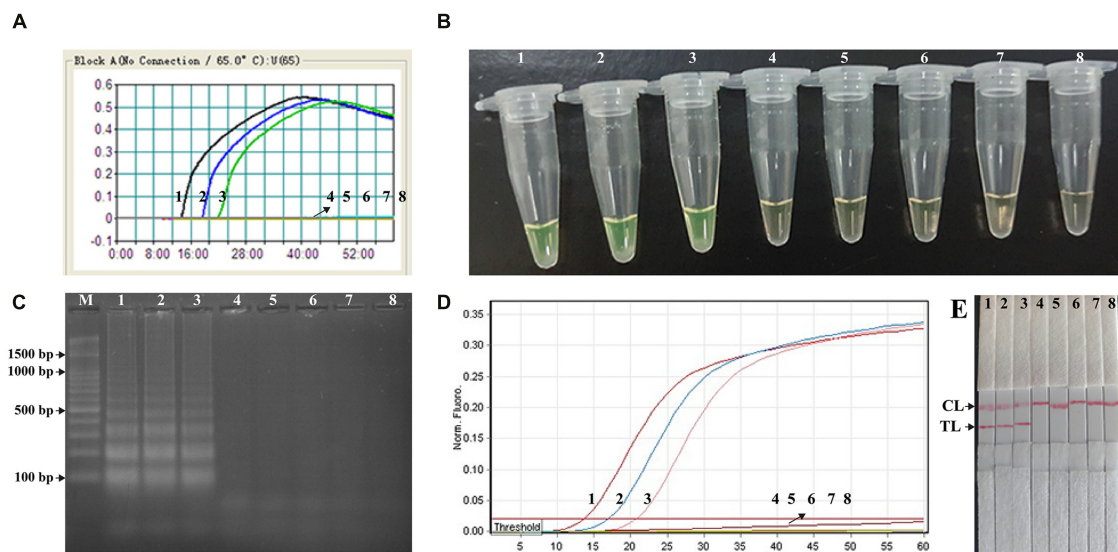 A
Block A(No Connection / 65.0° C):U(65)
0.6
0.5
0.4
0.3
0.2
0.1
0
-0.1
1 2 3 4 5 6 7 8
0:00 8:00 16:00 28:00 40:00 52:00
B
1 2 3 4 5 6 7 8
C
M 1 2 3 4 5 6 7 8
1500 bp
1000 bp
500 bp
100 bp
D
Norm. Fluoro.
0.35
0.30
0.25
0.20
0.15
0.10
0.05
0.00
1 2 3 4 5 6 7 8
Threshold
5 10 15 20 25 30 35 40 45 50 55 60
E
1 2 3 4 5 6 7 8
CL
TL